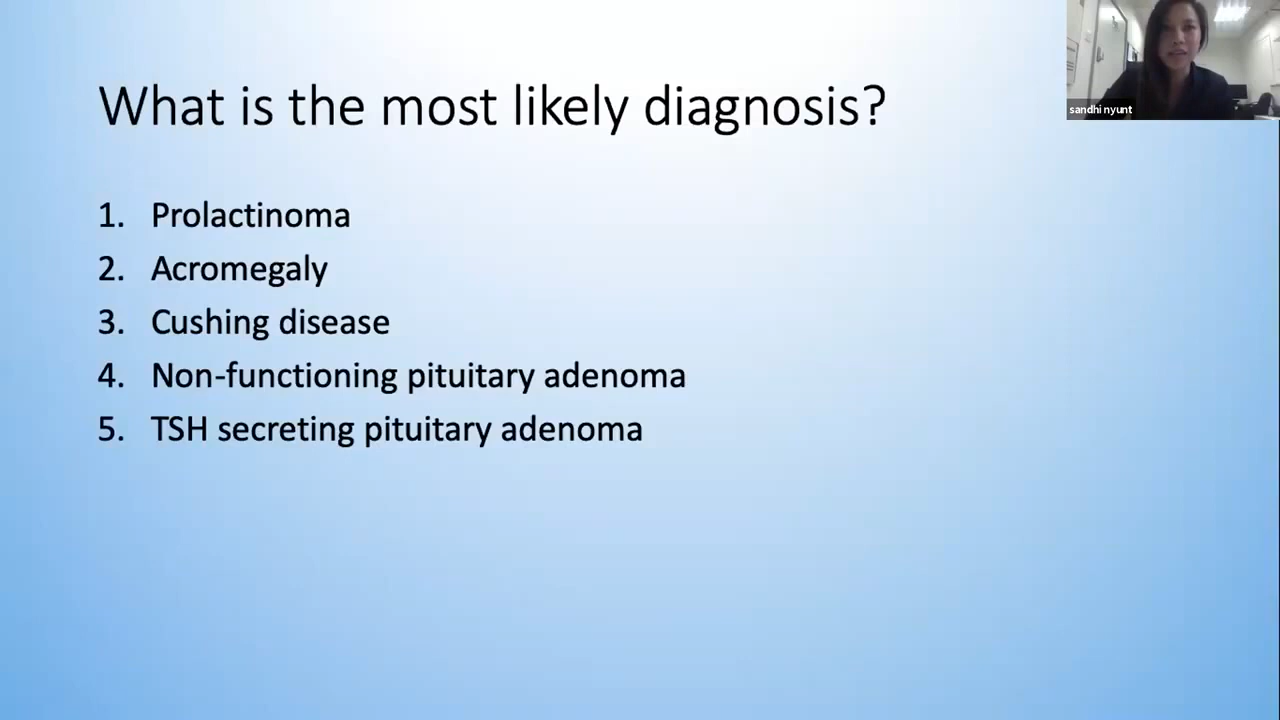 What is the most likely diagnosis?
sandhi nyunt
1. Prolactinoma
2. Acromegaly
3. Cushing disease
4. Non-functioning pituitary adenoma
5. TSH secreting pituitary adenoma